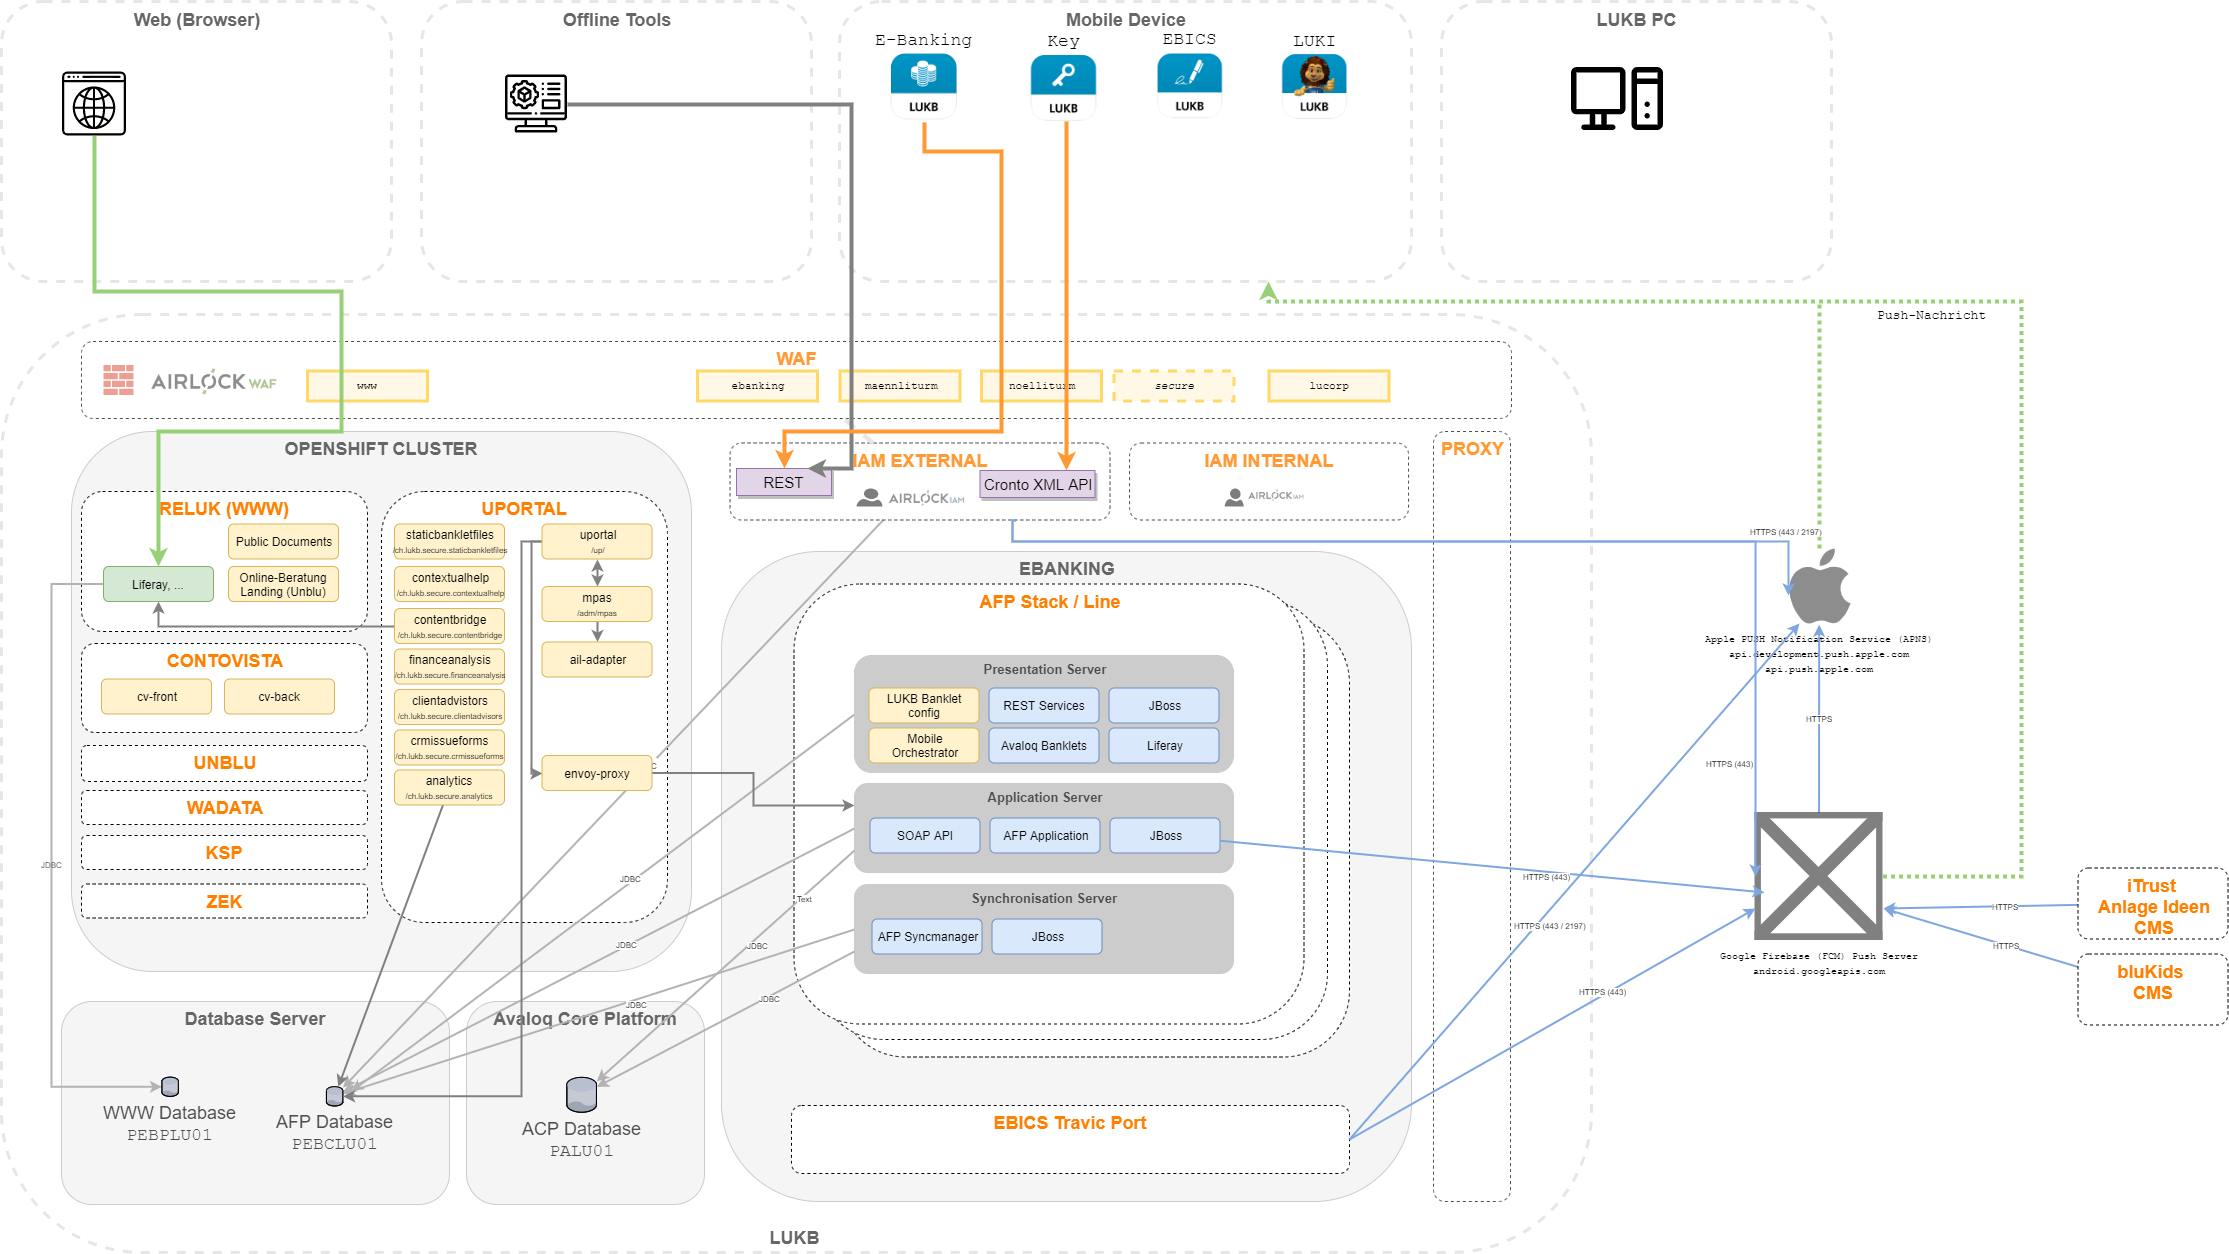 Web (Browser)
Offline Tools
Mobile Device
LUKB PC
E-Banking
Key
EBICS
LUKI
LUKB
LUKB
LUKB
LUKB
Push-Nachricht
WAF
AIRLOCK WAF
www
ebanking
maennliturm
noelliturm
secure
lucorp
OPENSHIFT CLUSTER
IAM EXTERNAL
REST
Cronto XML API
AIRLOCK IAM
IAM INTERNAL
AIRLOCK IAM
PROXY
RELUK (WWW)
Public Documents
Liferay, ...
Online-Beratung
Landing (Unblu)
CONTOVISTA
cv-front
cv-back
UNBLU
WADATA
KSP
ZEK
UPORTAL
staticbankletfiles
/ch.lukb.secure.staticbankletfiles
contextualhelp
/ch.lukb.secure.contextualhelp
contentbridge
/ch.lukb.secure.contentbridge
financeanalysis
/ch.lukb.secure.financeanalysis
clientadvistors
/ch.lukb.secure.clientadvisors
crmissueforms
/ch.lukb.secure.crmissueforms
analytics
/ch.lukb.secure.analytics
uportal
/up/
mpas
/adm/mpas
ail-adapter
envoy-proxy
C
EBANKING
AFP Stack / Line
Presentation Server
LUKB Banklet
config
REST Services
JBoss
Mobile
Orchestrator
Avaloq Banklets
Liferay
Application Server
SOAP API
AFP Application
JBoss
Synchronisation Server
AFP Syncmanager
JBoss
EBICS Travic Port
JDBC
JDBC
Text
JDBC
JDBC
JDBC
JDBC
Database Server
WWW Database
PEBPLU01
AFP Database
PEBCLU01
Avaloq Core Platform
ACP Database
PALU01
LUKB
HTTPS (443 / 2197)
Apple PUSH Notification Service (APNS)
api.development.push.apple.com
api.push.apple.com
HTTPS
HTTPS (443)
HTTPS (443)
HTTPS (443 / 2197)
HTTPS (443)
Google Firebase (FCM) Push Server
android.googleapis.com
HTTPS
HTTPS
iTrust
Anlage Ideen
CMS
bluKids
CMS